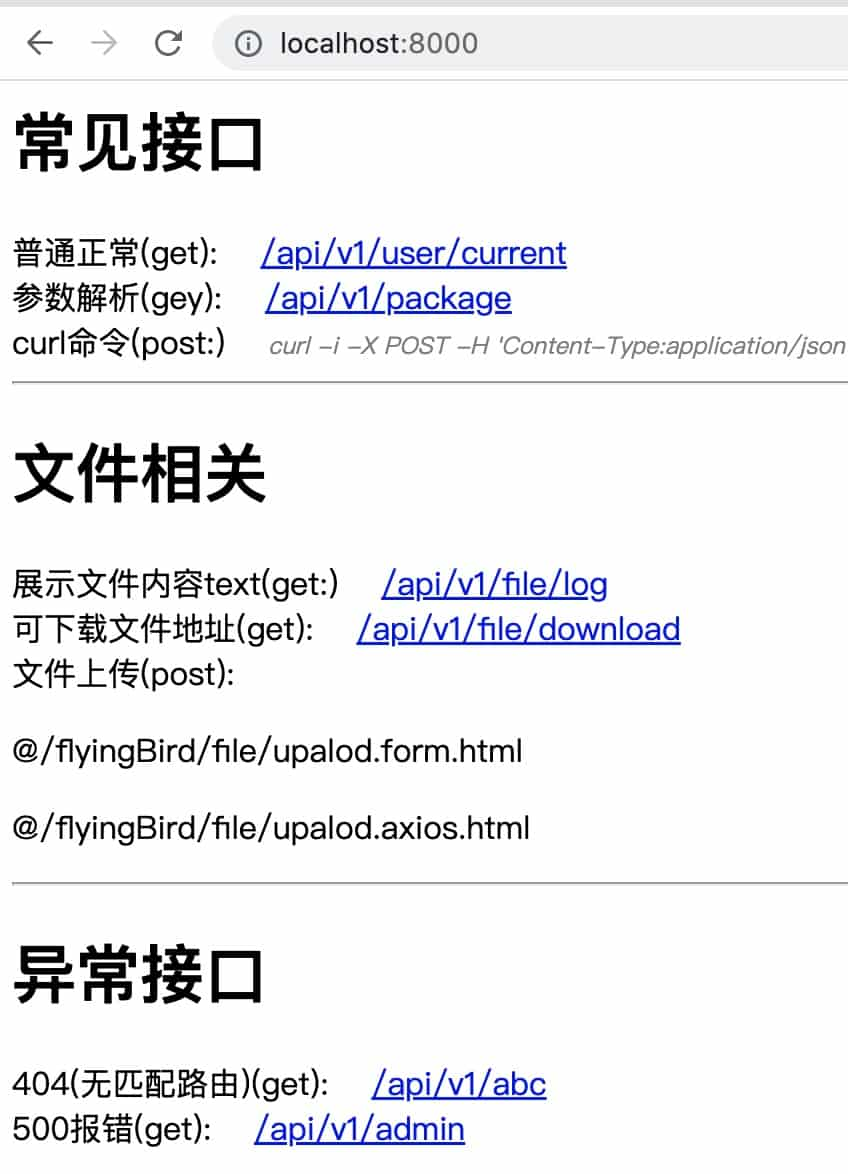 localhost:8000
常见接口
普通正常(get): /api/v1/user/current
参数解析(gey): /api/v1/package
curl命令(post:) curl -i -X POST -H 'Content-Type:application/json
文件相关
展示文件内容text(get:) /api/v1/file/log
可下载文件地址(get): /api/v1/file/download
文件上传(post):
@/flyingBird/file/upalod.form.html
@/flyingBird/file/upalod.axios.html
异常接口
404(无匹配路由)(get): /api/v1/abc
500报错(get): /api/v1/admin